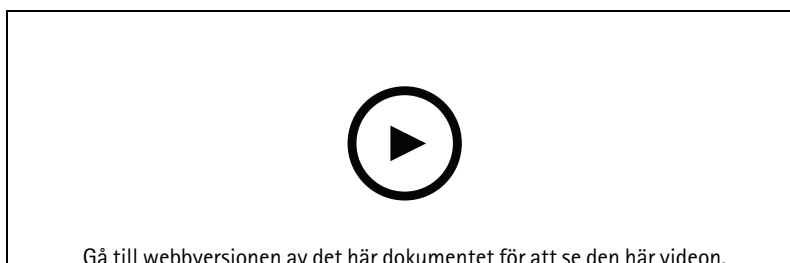 Gå till webbversionen av det här dokumentet för att se den här videon.